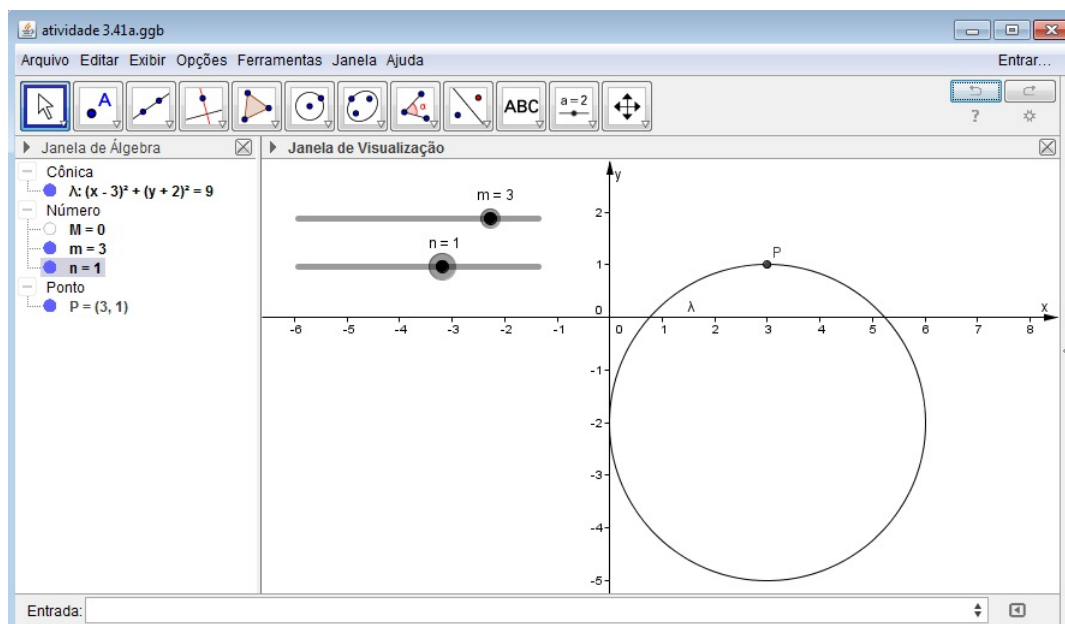 atividade 3.41a.ggb
Arquivo Editar Exibir Opções Ferramentas Janela Ajuda
Entrar...
A
α
ABC
a = 2
?
Janela de Álgebra
Cônica
λ: (x - 3)² + (y + 2)² = 9
Número
M = 0
m = 3
n = 1
Ponto
P = (3, 1)
Janela de Visualização
m = 3
n = 1
y
2
1
0
-1
-2
-3
-4
-5
P
λ
x
-6 -5 -4 -3 -2 -1 0 1 2 3 4 5 6 7 8
Entrada: